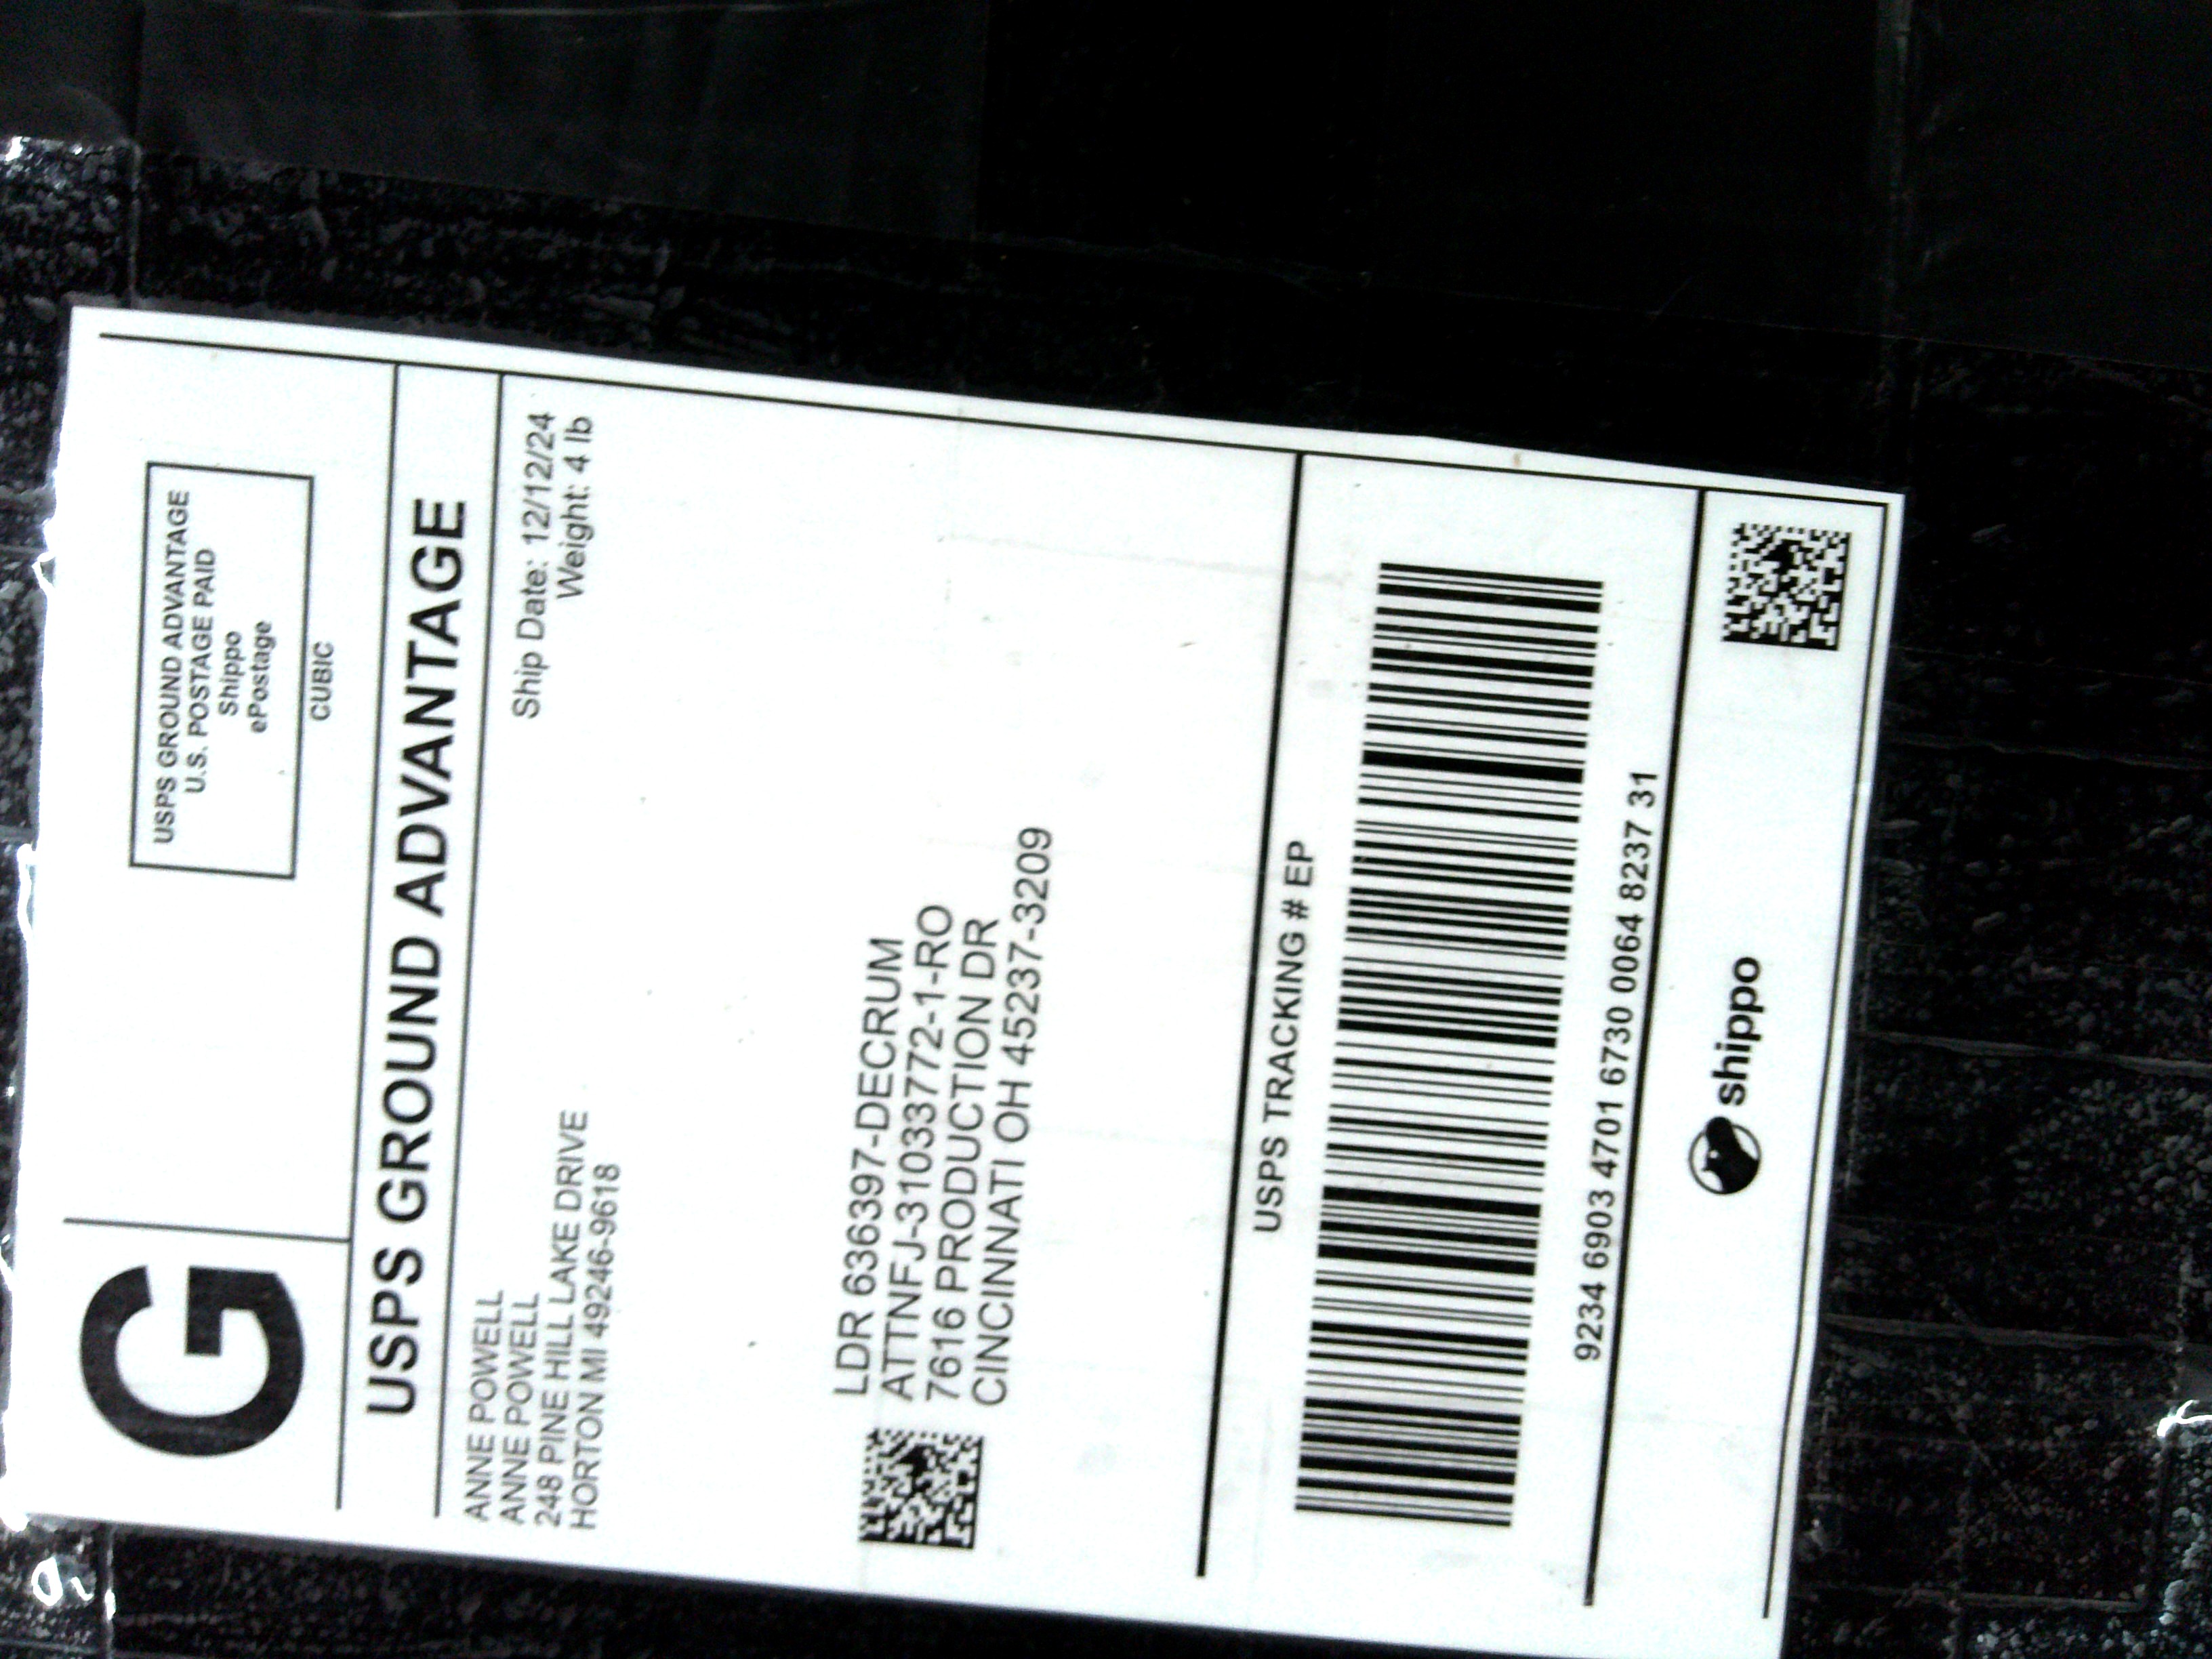 G
USPS GROUND ADVANTAGE
U.S. POSTAGE PAID
Shippo
ePostage
CUBIC
USPS GROUND ADVANTAGE
ANNE POWELL
ANNE POWELL
248 PINE HILL LAKE DRIVE
HORTON MI 49246-9618
Ship Date: 12/12/24
Weight: 4 lb
LDR 636397-DECRUM
ATTNFJ-31033772-1-RO
7616 PRODUCTION DR
CINCINNATI OH 45237-3209
USPS TRACKING # EP
9234 6903 4701 6730 0064 8237 31
shippo